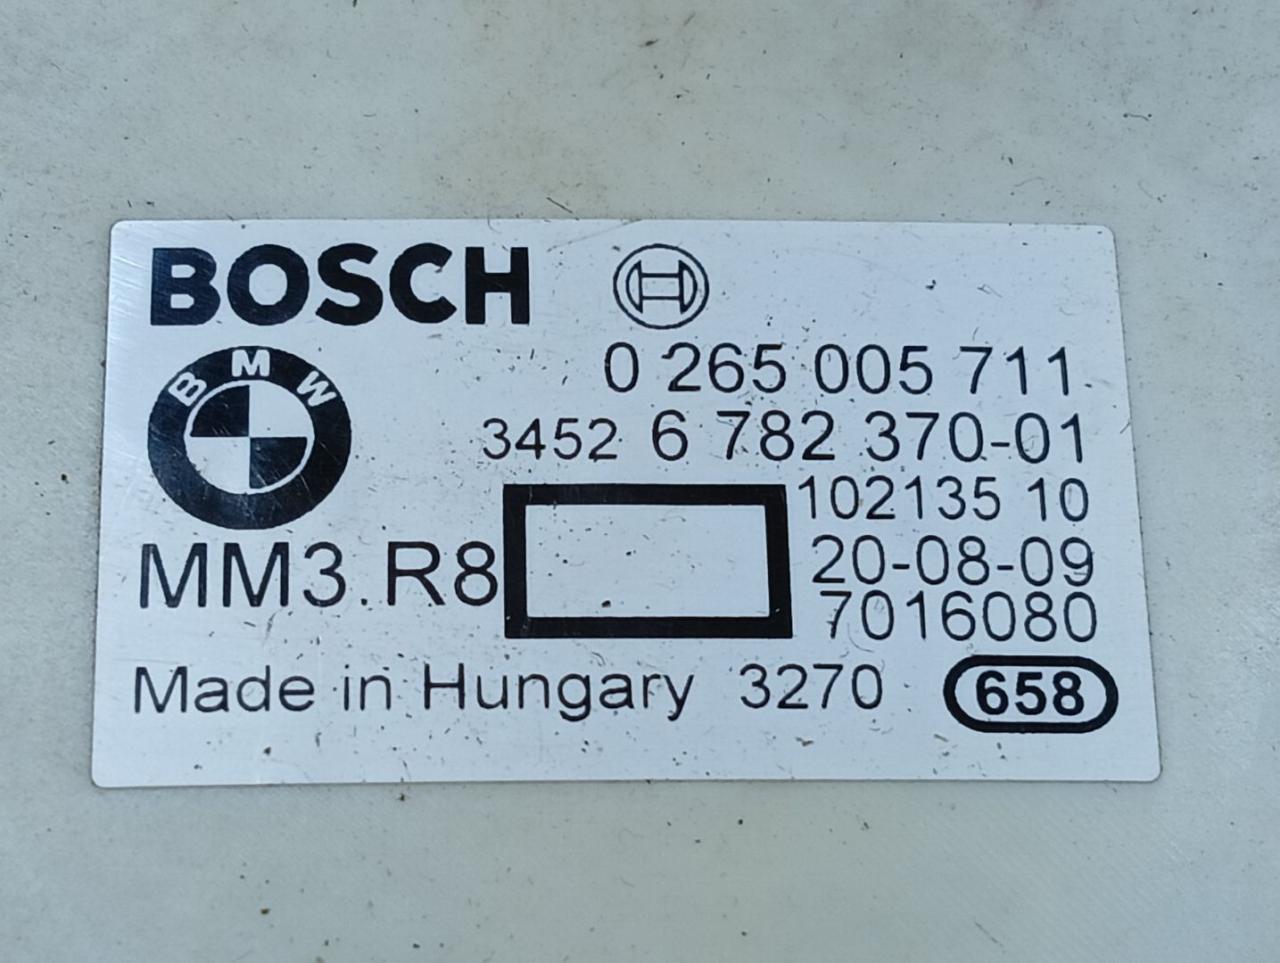 BOSCH
0 265 005 711
BMW
3452 6 782 370-01
102135 10
MM3.R8
20-08-09
7016080
Made in Hungary 3270 658